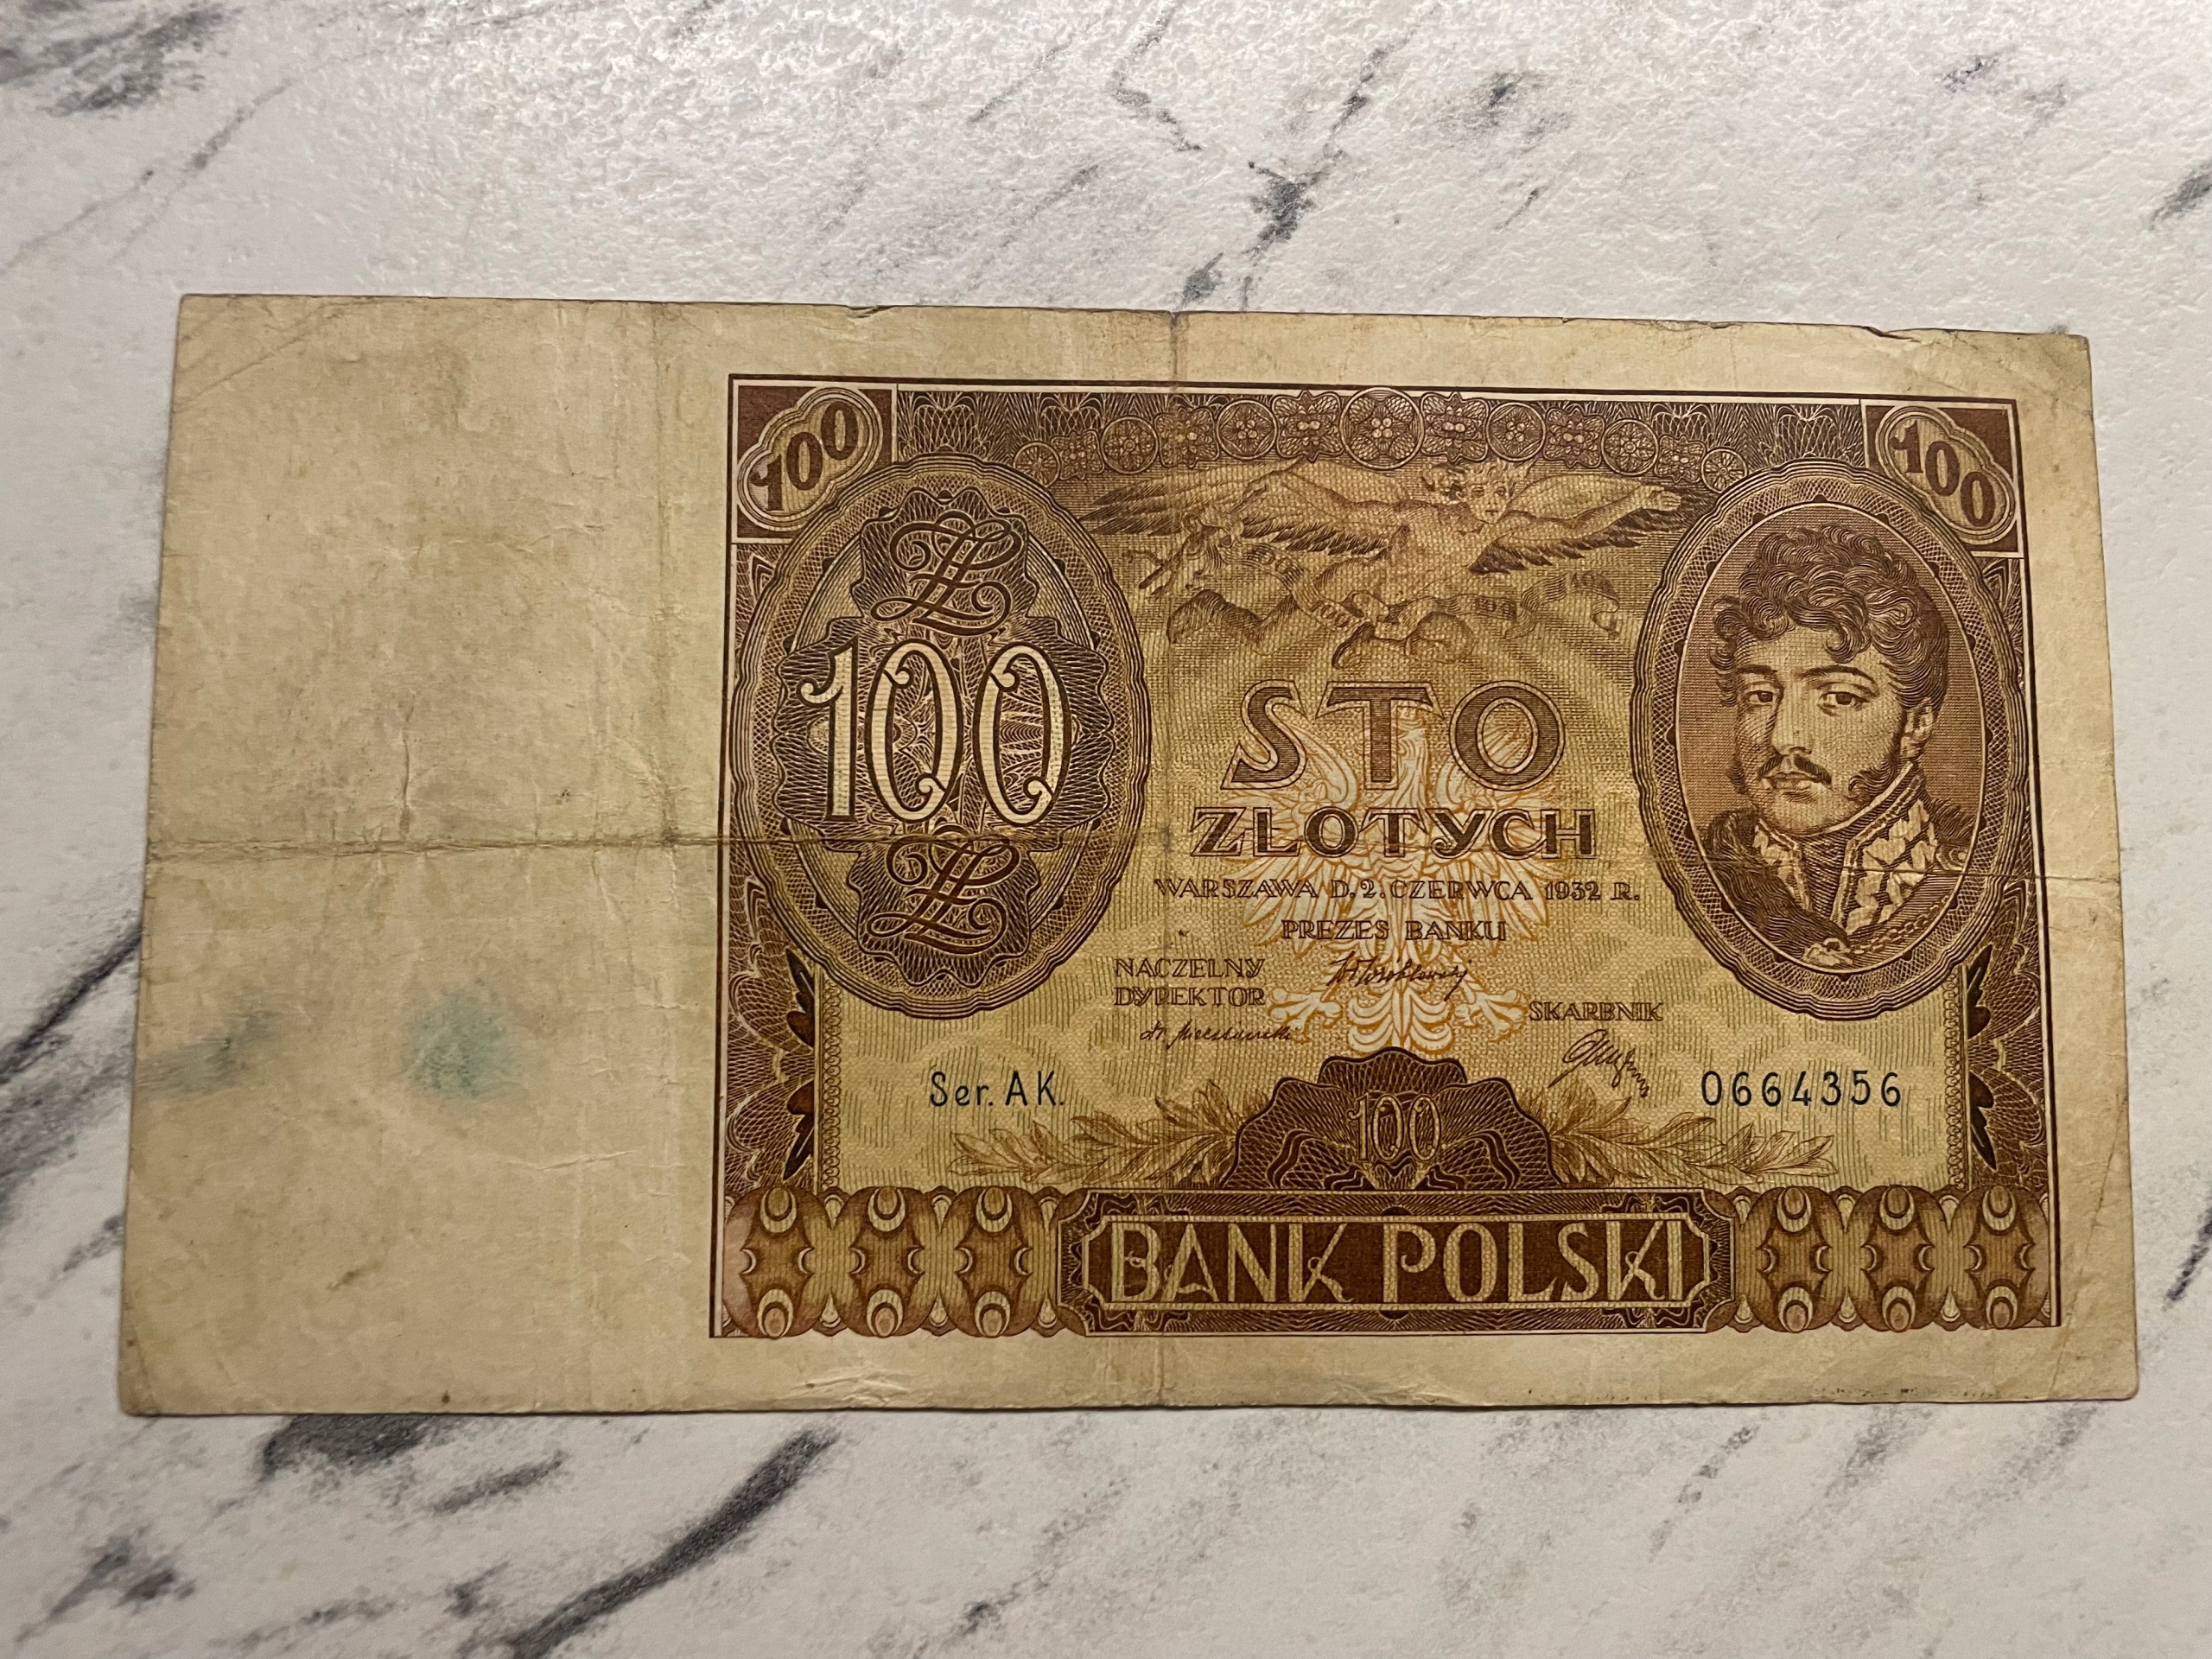 100
100
100
STO
ZŁOTYCH
WARSZAWA D. 2. CZERWCA 1932 R.
PREZES BANKU
NACZELNY
DYREKTOR
SKARBNIK
Ser. AK. 0664356
100
BANK POLSKI